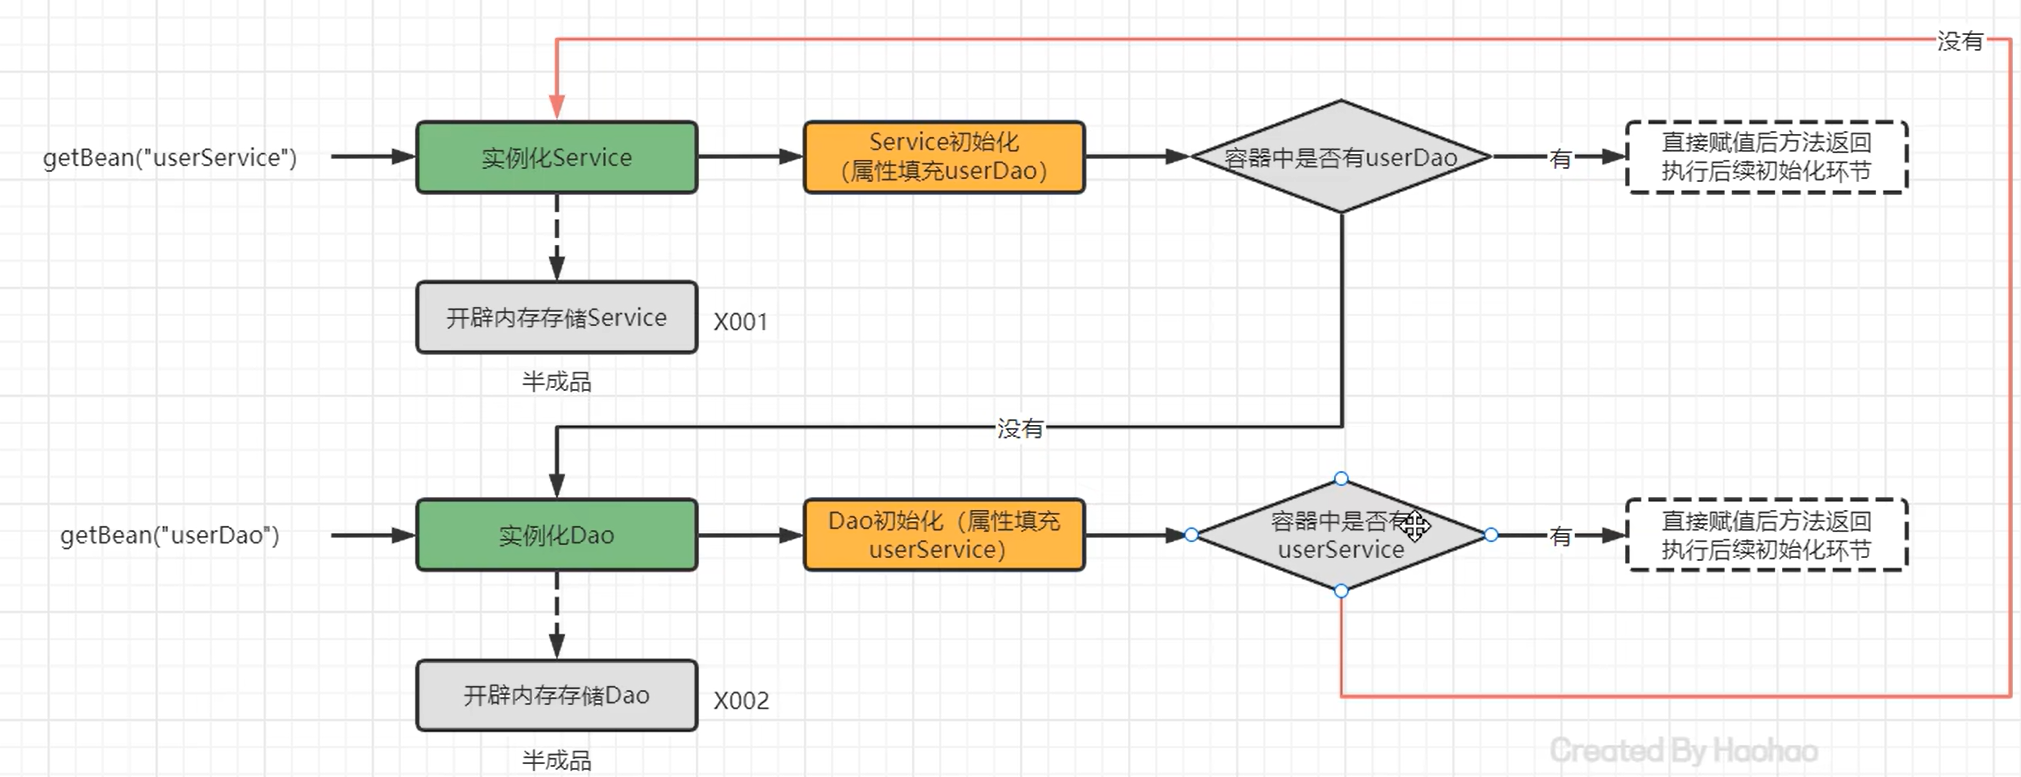 没有
getBean("userService")
实例化Service
Service初始化
（属性填充userDao）
容器中是否有userDao
有
直接赋值后方法返回
执行后续初始化环节
开辟内存存储Service
X001
半成品
没有
getBean("userDao")
实例化Dao
Dao初始化（属性填充
userService）
容器中是否有
userService
有
直接赋值后方法返回
执行后续初始化环节
开辟内存存储Dao
X002
半成品
Created By Haohao